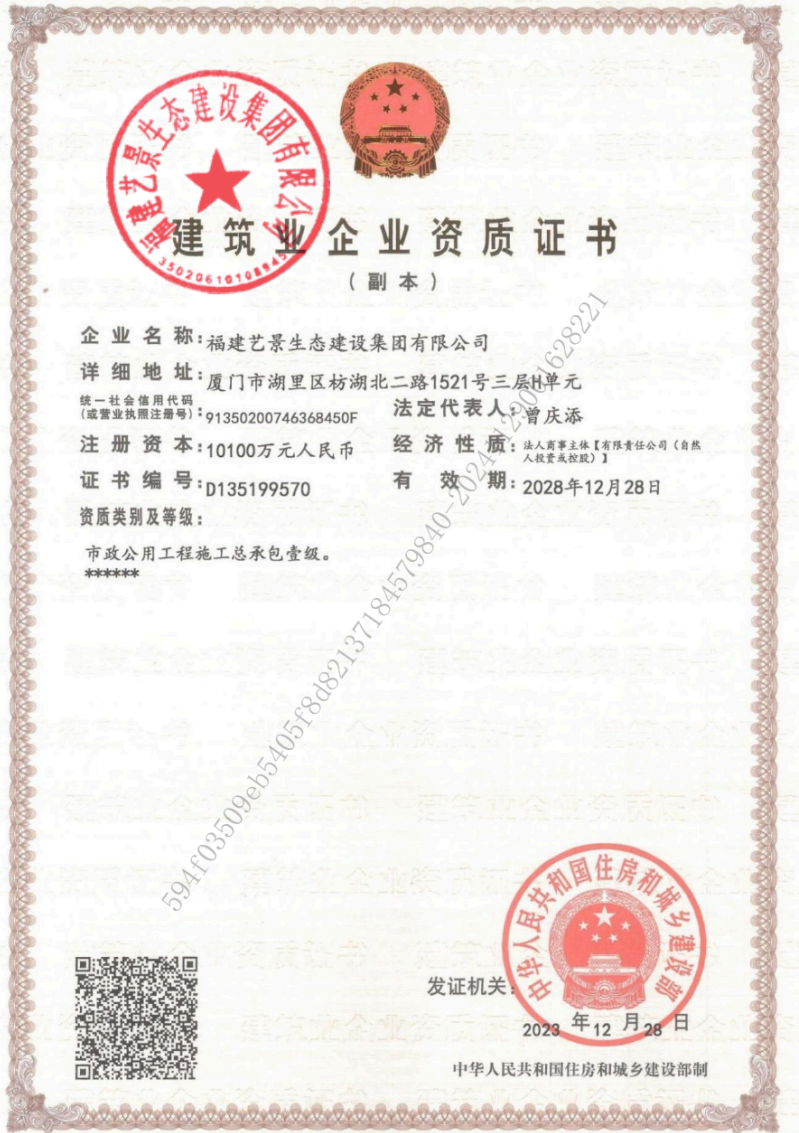 福建艺景生态建设集团有限公司
建筑业企业资质证书
(副本)
企业名称:福建艺景生态建设集团有限公司
详细地址:厦门市湖里区枋湖北二路1521号三层H单元
统一社会信用代码
(或营业执照注册号):91350200746368450F
法定代表人:曾庆添
注册资本:10100万元人民币
经济性质:法人商事主体【有限责任公司(自然
人投资或控股)】
证书编号:D135199570
有效期:2028年12月28日
资质类别及等级:
市政公用工程施工总承包壹级。
******
中华人民共和国住房和城乡建设部
发证机关:
2023年12月28日
中华人民共和国住房和城乡建设部制